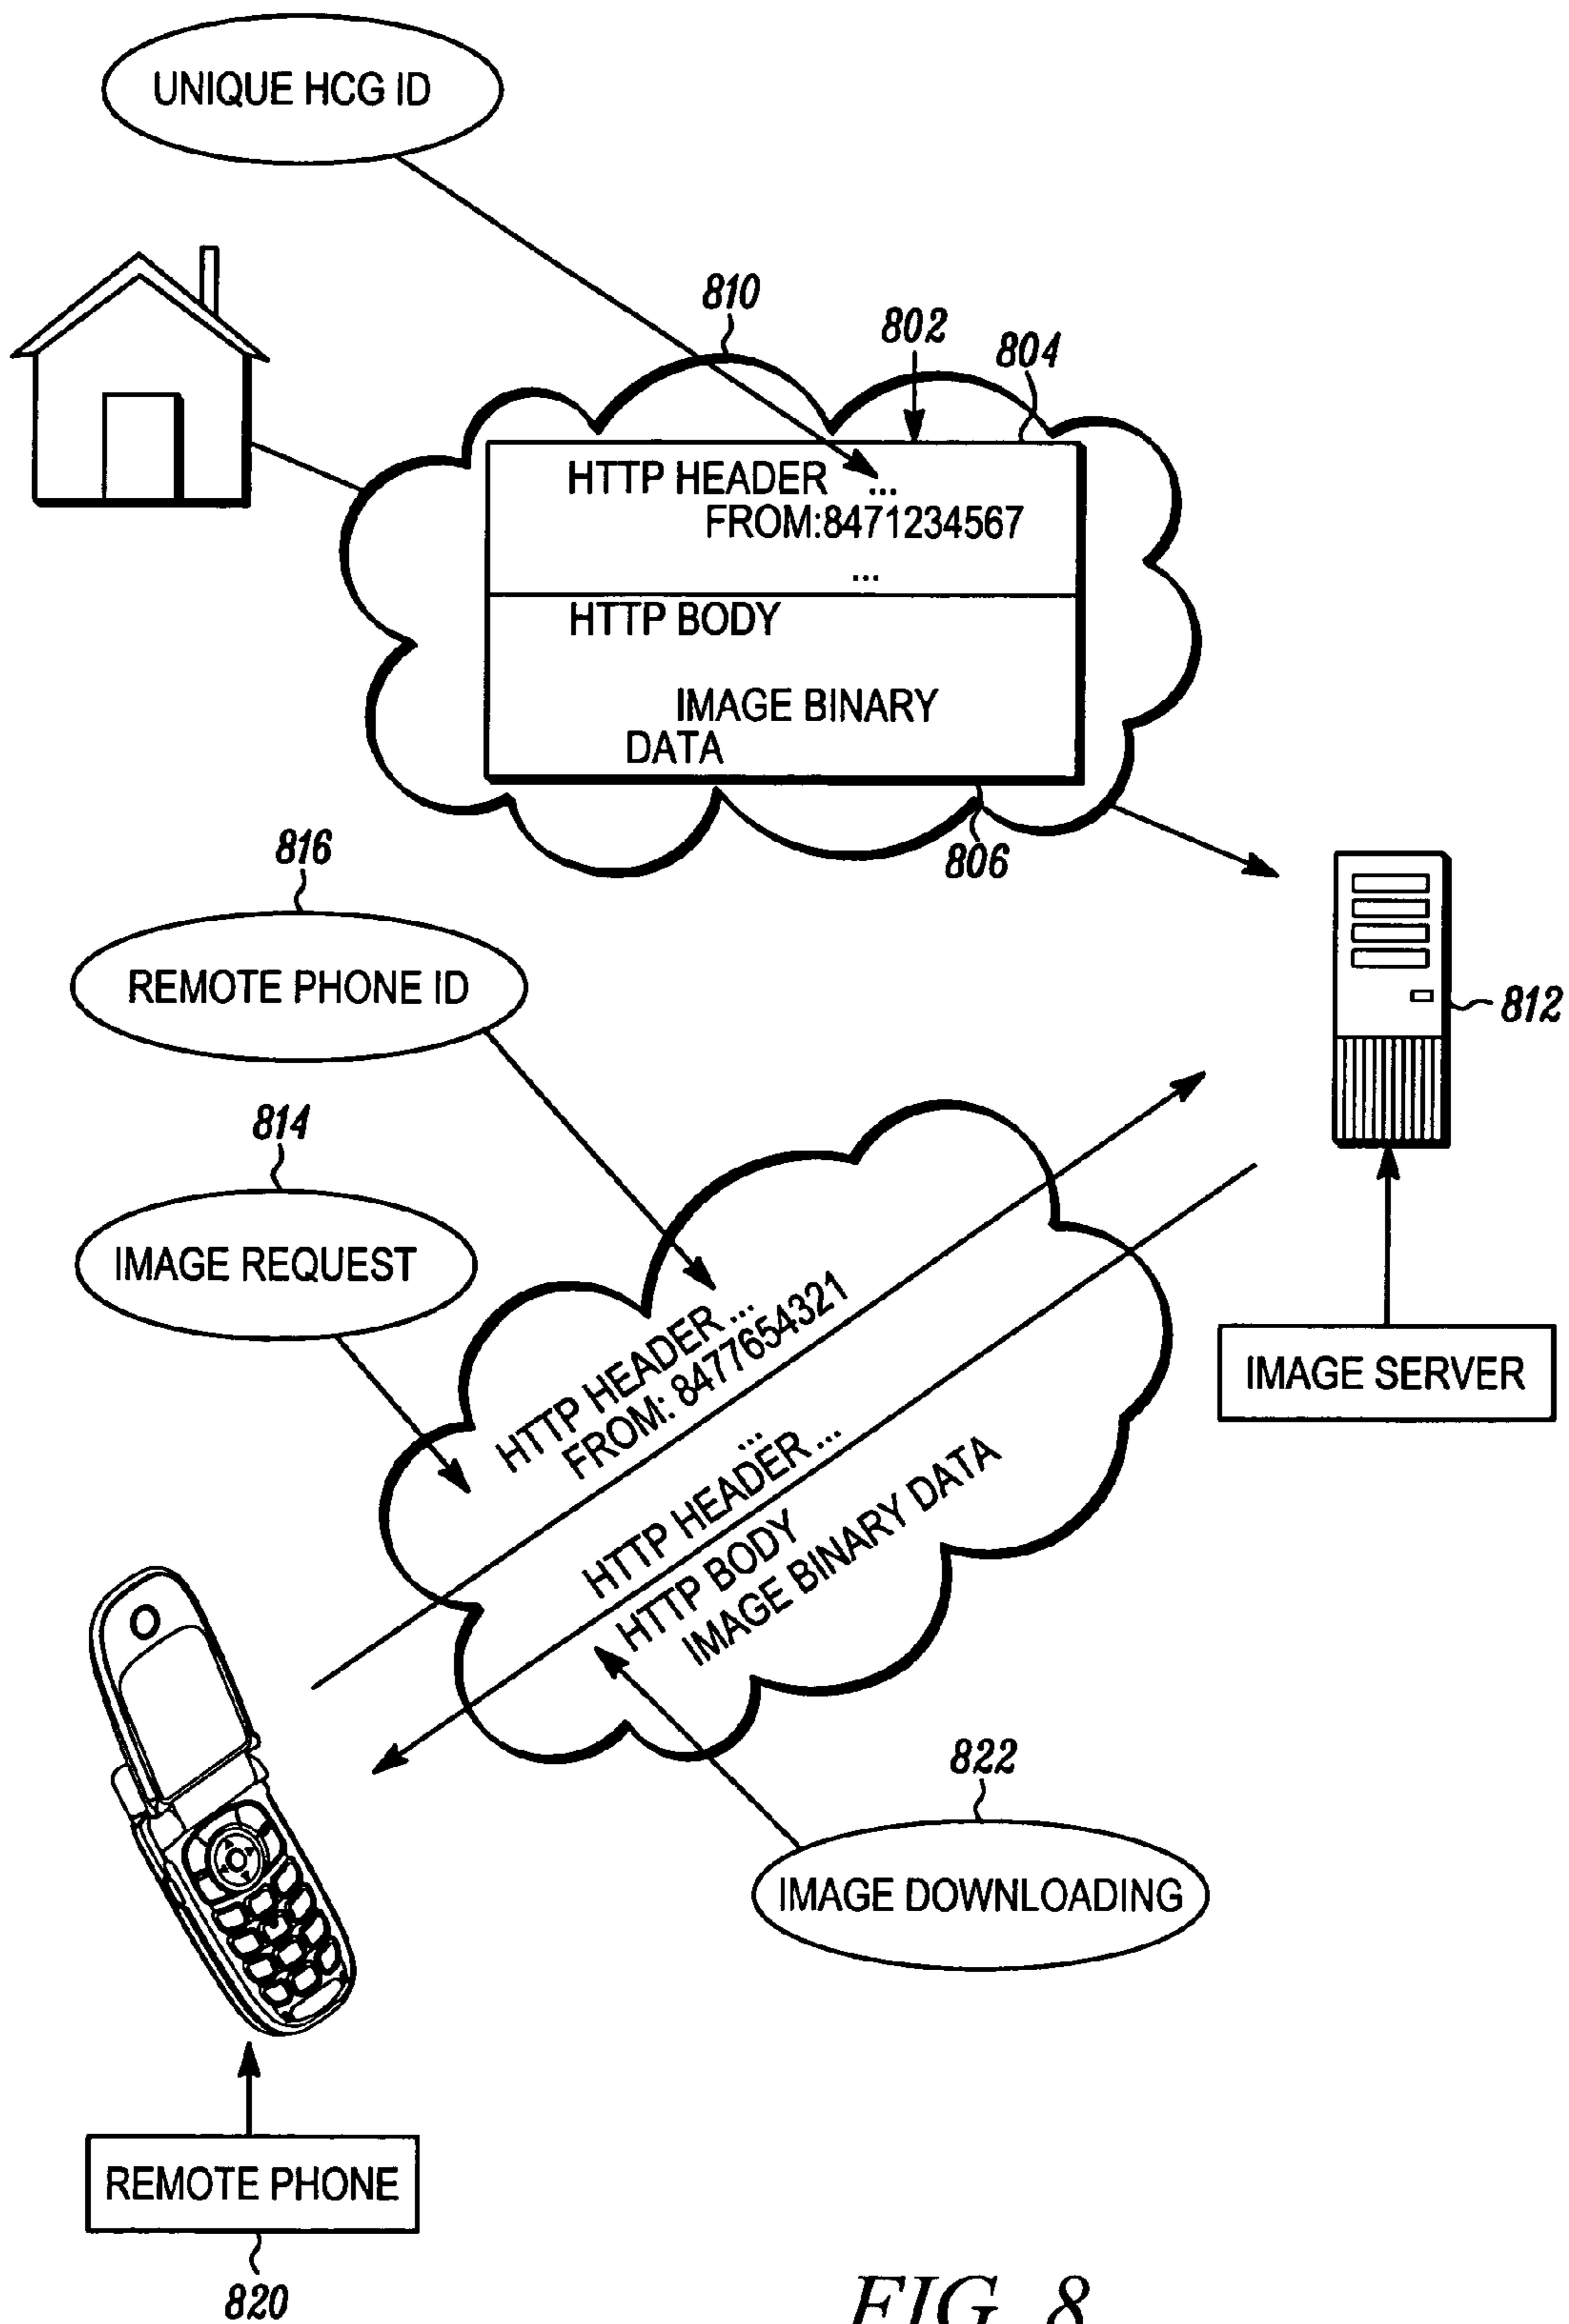 UNIQUE HCG ID
810
802
804
HTTP HEADER ...
FROM:8471234567
...
HTTP BODY
IMAGE BINARY
DATA
806
816
REMOTE PHONE ID
812
814
IMAGE REQUEST
HTTP HEADER ...
FROM: 8477654321
...
HTTP HEADER ...
HTTP BODY
IMAGE BINARY DATA
IMAGE SERVER
822
IMAGE DOWNLOADING
REMOTE PHONE
820
FIG. 8